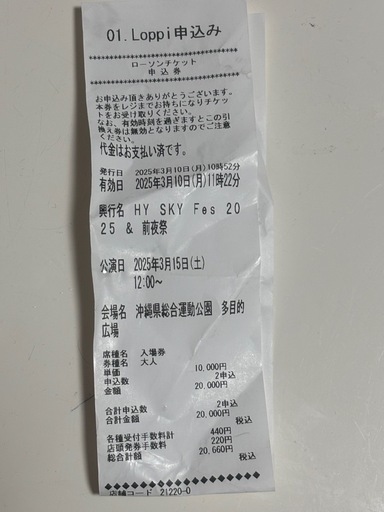 01.Loppi申込み
********************************
ローソンチケット
申込券
********************************
お申込み頂きありがとうございます。
本券をレジまでお持ちになりチケッ
トをお受け取りください。
なお、有効時刻を過ぎますとこの引
換え券は無効となりますのでご注意
ください。
代金はお支払い済です。
発行日 2025年3月10日(月)10時52分
有効日 2025年3月10日(月)11時22分
興行名 HY SKY Fes 20
25 & 前夜祭
公演日 2025年3月15日(土)
12:00~
会場名 沖縄県総合運動公園 多目的
広場
席種名 入場券
券種名 大人
単価 10,000円
申込数 2申込
金額 20,000円
合計申込数 2申込
合計金額 20,000円
税込
各種受付手数料計 440円
店頭発券手数料 220円
総合計額 20,660円
税込
◆◆◆◆◆◆◆◆◆◆◆◆◆◆◆◆
店舗コード 21220-0